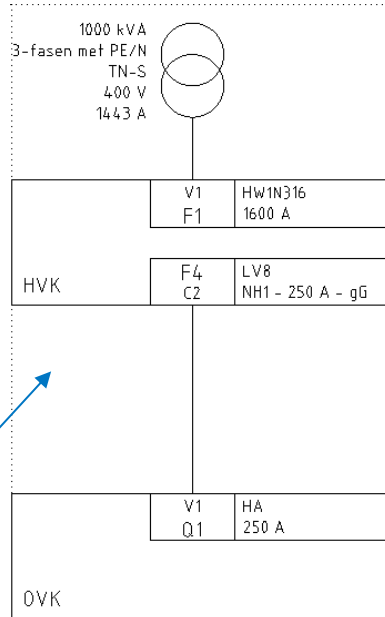 1000 kVA
3-fasen met PE/N
TN-S
400 V
1443 A
V1 HW1N316
F1 1600 A
HVK
F4 LV8
C2 NH1 - 250 A - gG
V1 HA
Q1 250 A
OVK